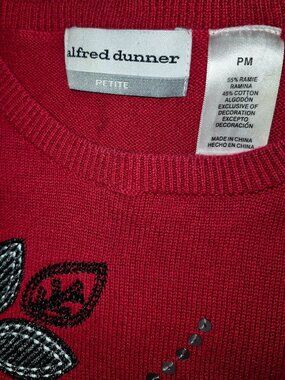 alfred dunner
PETITE
PM
55% RAMIE
RAMINA
45% COTTON
ALGODÓN
EXCLUSIVE OF
DECORATION
EXCEPTO
DECORACIÓN
MADE IN CHINA
HECHO EN CHINA